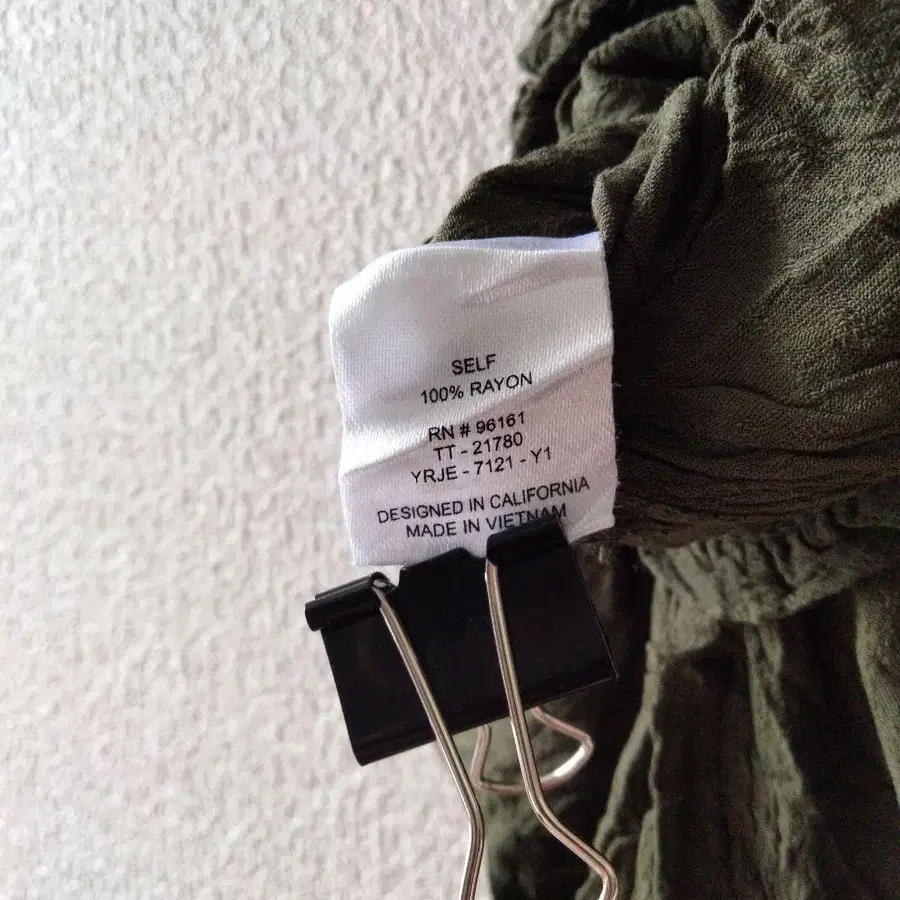 SELF
100% RAYON
RN # 96161
TT - 21780
YRJE - 7121 - Y1
DESIGNED IN CALIFORNIA
MADE IN VIETNAM